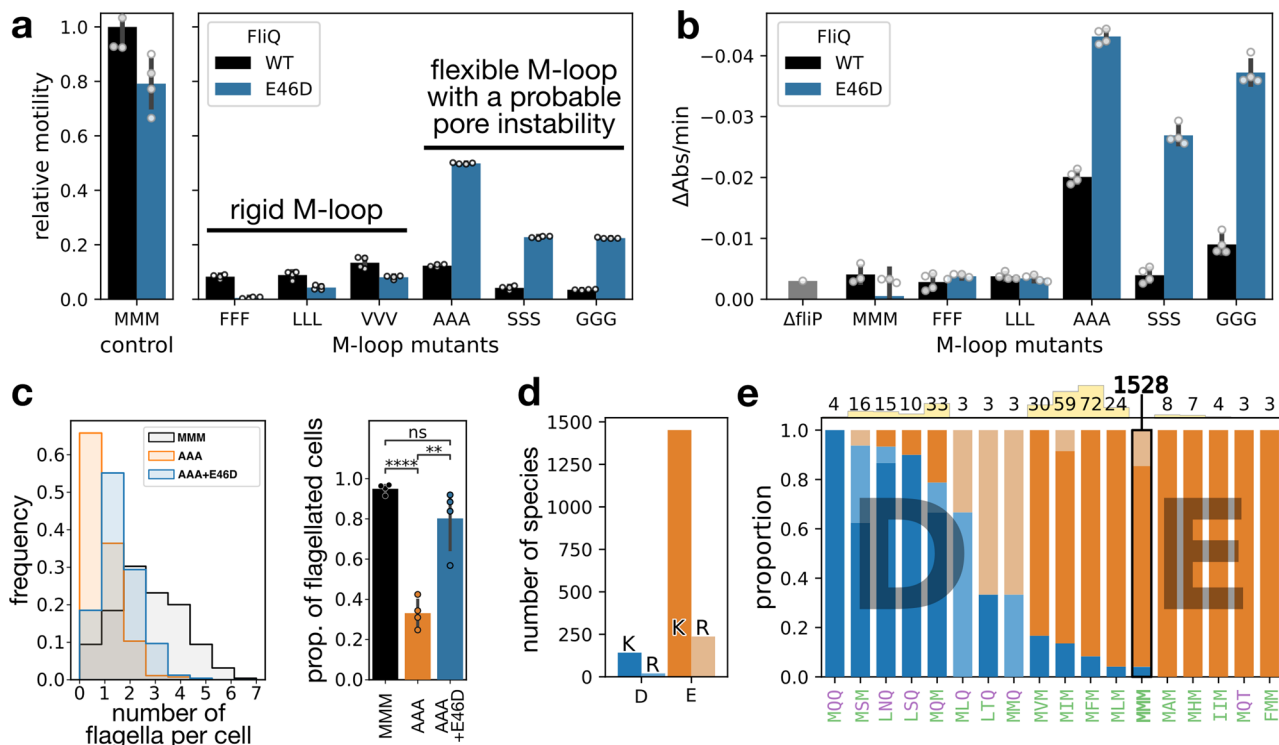 a
relative motility
1.0
0.8
0.6
0.4
0.2
0.0
MMM
control
FliQ
WT
E46D
rigid M-loop
flexible M-loop
with a probable
pore instability
FFF LLL VVV AAA SSS GGG
M-loop mutants
b
ΔAbs/min
−0.04
−0.03
−0.02
−0.01
0.00
FliQ
WT
E46D
ΔfliP MMM FFF LLL AAA SSS GGG
M-loop mutants
c
frequency
0.6
0.5
0.4
0.3
0.2
0.1
0.0
MMM
AAA
AAA+E46D
0 1 2 3 4 5 6 7
number of
flagella per cell
prop. of flagellated cells
1.0
0.8
0.6
0.4
0.2
0.0
ns
**** **
MMM
AAA
AAA
+E46D
d
number of species
1500
1250
1000
750
500
250
0
K R K R
D E
e
1528
4 16 15 10 33 3 3 3 30 59 72 24 8 7 4 3 3
proportion
1.0
0.8
0.6
0.4
0.2
0.0
D E
MQQ MSM LNQ LSQ MQM MLQ LTQ MMQ MVM MIM MFM MLM MMM MAM MHM IIM MQT FMM